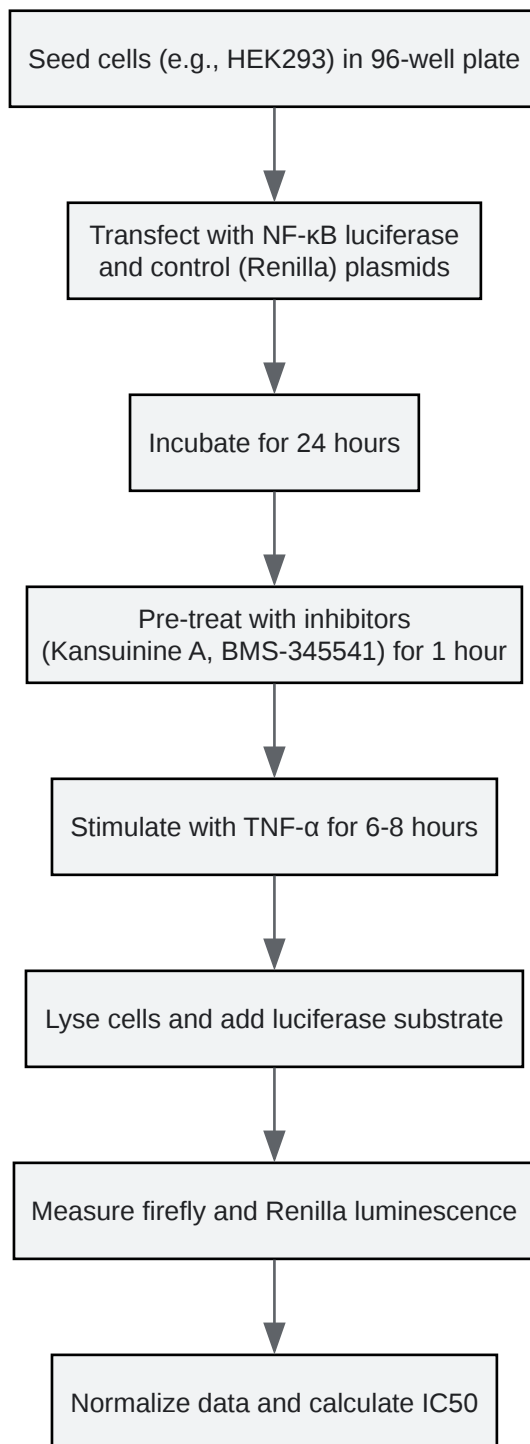 Seed cells (e.g., HEK293) in 96-well plate
Transfect with NF-κB luciferase
and control (Renilla) plasmids
Incubate for 24 hours
Pre-treat with inhibitors
(Kansuinine A, BMS-345541) for 1 hour
Stimulate with TNF-α for 6-8 hours
Lyse cells and add luciferase substrate
Measure firefly and Renilla luminescence
Normalize data and calculate IC50